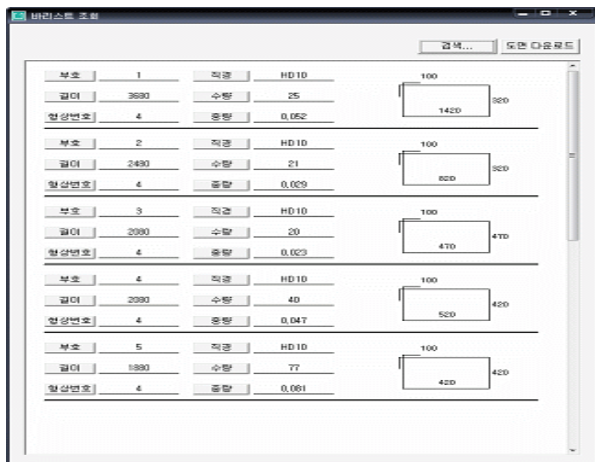 바리스트 조회
검색... 도면 다운로드
부호 1 직경 HD10 100
길이 3680 수량 25 320
형상번호 4 중량 0,052 1420
부호 2 직경 HD10 100
길이 2480 수량 21 320
형상번호 4 중량 0,029 820
부호 3 직경 HD10 100
길이 2080 수량 20 470
형상번호 4 중량 0,023 470
부호 4 직경 HD10 100
길이 2080 수량 40 420
형상번호 4 중량 0,047 520
부호 5 직경 HD10 100
길이 1880 수량 77 420
형상번호 4 중량 0,081 420